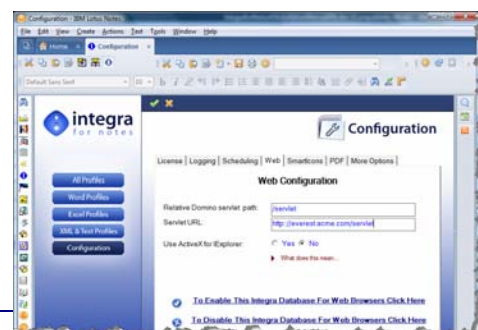 Configuration - IBM Lotus Notes
File Edit View Create Actions Text Tools Window Help
Home Configuration
Default Sans Serif
integra
for notes
Configuration
License | Logging | Scheduling | Web | SmartIcons | PDF | More Options |
All Profiles
Web Configuration
Word Profiles
Relative Domino servlet path: /servlet
Excel Profiles
Servlet URL: http://everest.acme.com/servlet
XML & Text Profiles
Use ActiveX for IExplorer: Yes No
Configuration
What does this mean...
To Enable This Integra Database For Web Browsers Click Here
To Disable This Integra Database For Web Browsers Click Here